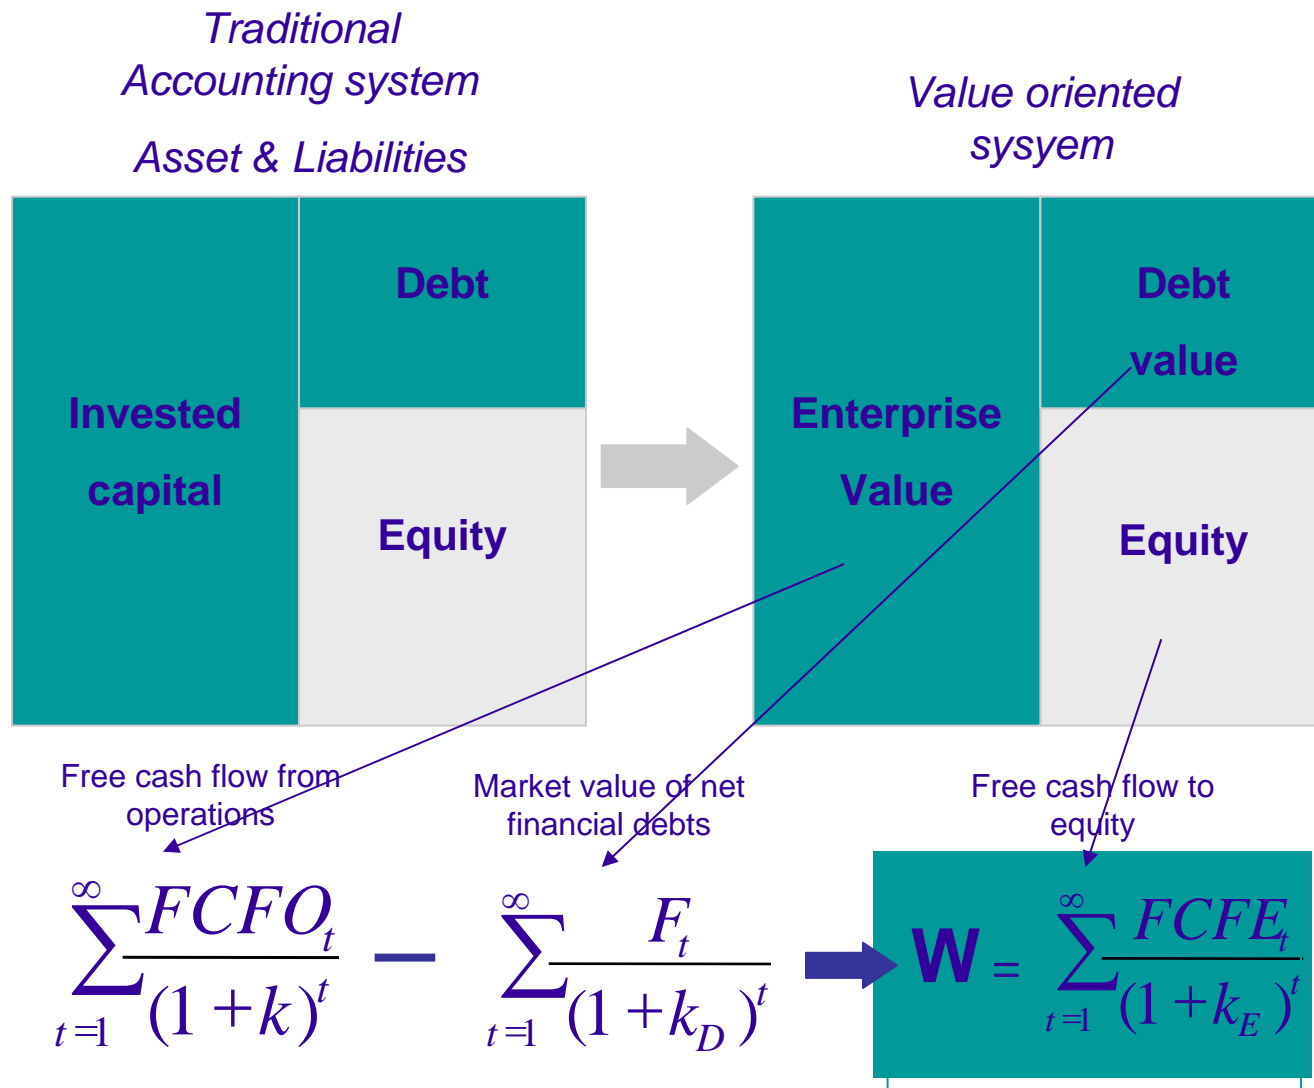 Traditional
Accounting system
Asset & Liabilities
Value oriented
sysyem
Invested
capital
Debt
Equity
Enterprise
Value
Debt
value
Equity
Free cash flow from
operations
Market value of net
financial debts
Free cash flow to
equity
∞ ∑ t=1 FCFO_t / (1+k)^t − ∞ ∑ t=1 F_t / (1+k_D)^t W = ∞ ∑ t=1 FCFE_t / (1+k_E)^t